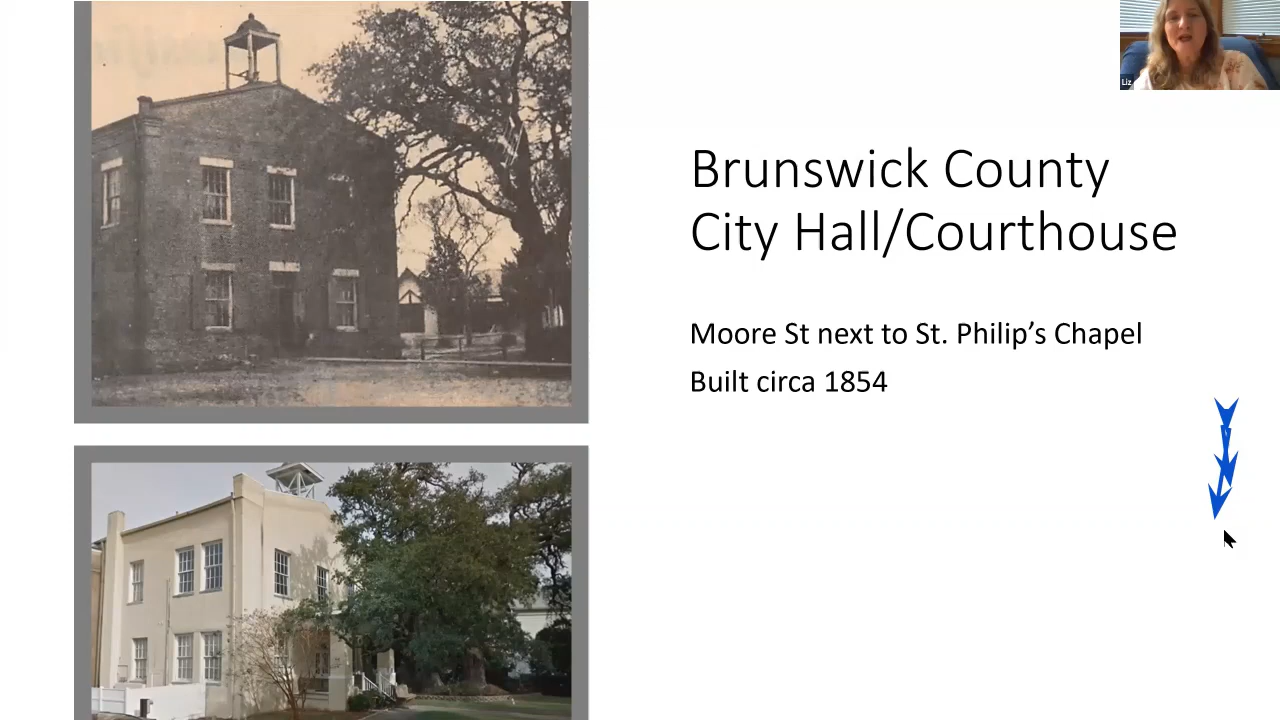 Liz
Brunswick County
City Hall/Courthouse
Moore St next to St. Philip’s Chapel
Built circa 1854